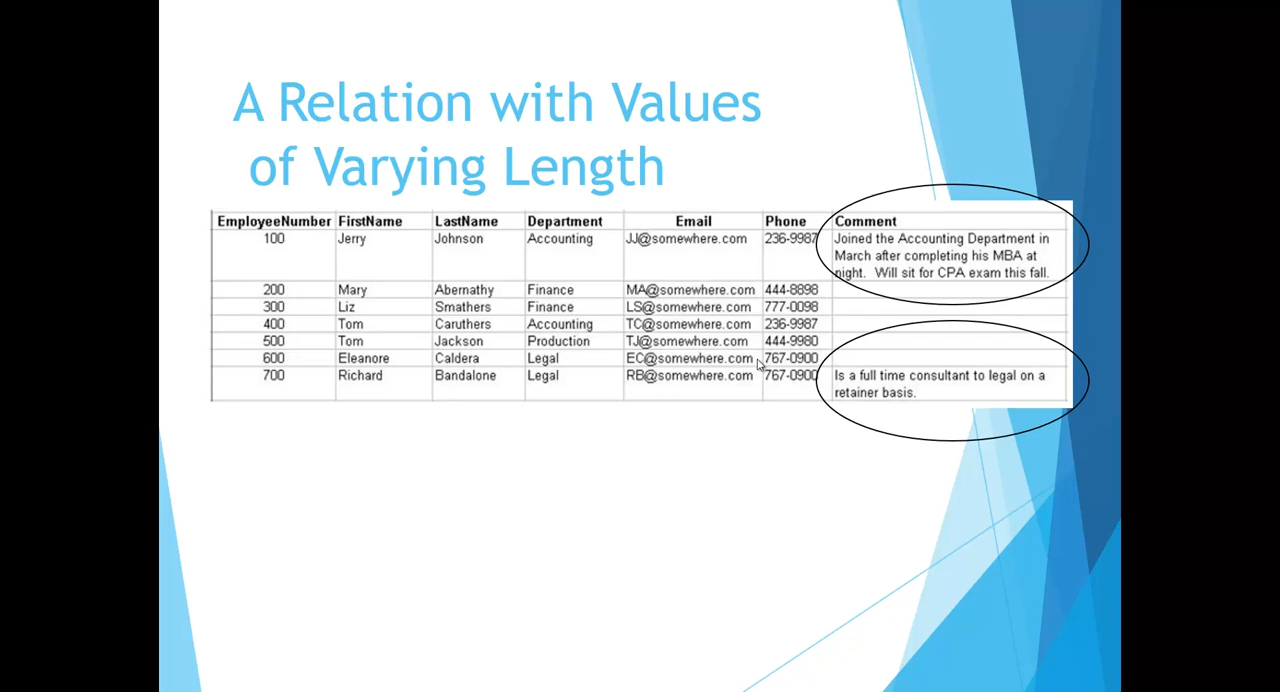 A Relation with Values
of Varying Length
EmployeeNumber FirstName LastName Department Email Phone Comment
100 Jerry Johnson Accounting JJ@somewhere.com 236-9987 Joined the Accounting Department in
March after completing his MBA at
night. Will sit for CPA exam this fall.
200 Mary Abernathy Finance MA@somewhere.com 444-8898
300 Liz Smathers Finance LS@somewhere.com 777-0098
400 Tom Caruthers Accounting TC@somewhere.com 236-9987
500 Tom Jackson Production TJ@somewhere.com 444-9980
600 Eleanore Caldera Legal EC@somewhere.com 767-0900
700 Richard Bandalone Legal RB@somewhere.com 767-0900 Is a full time consultant to legal on a
retainer basis.